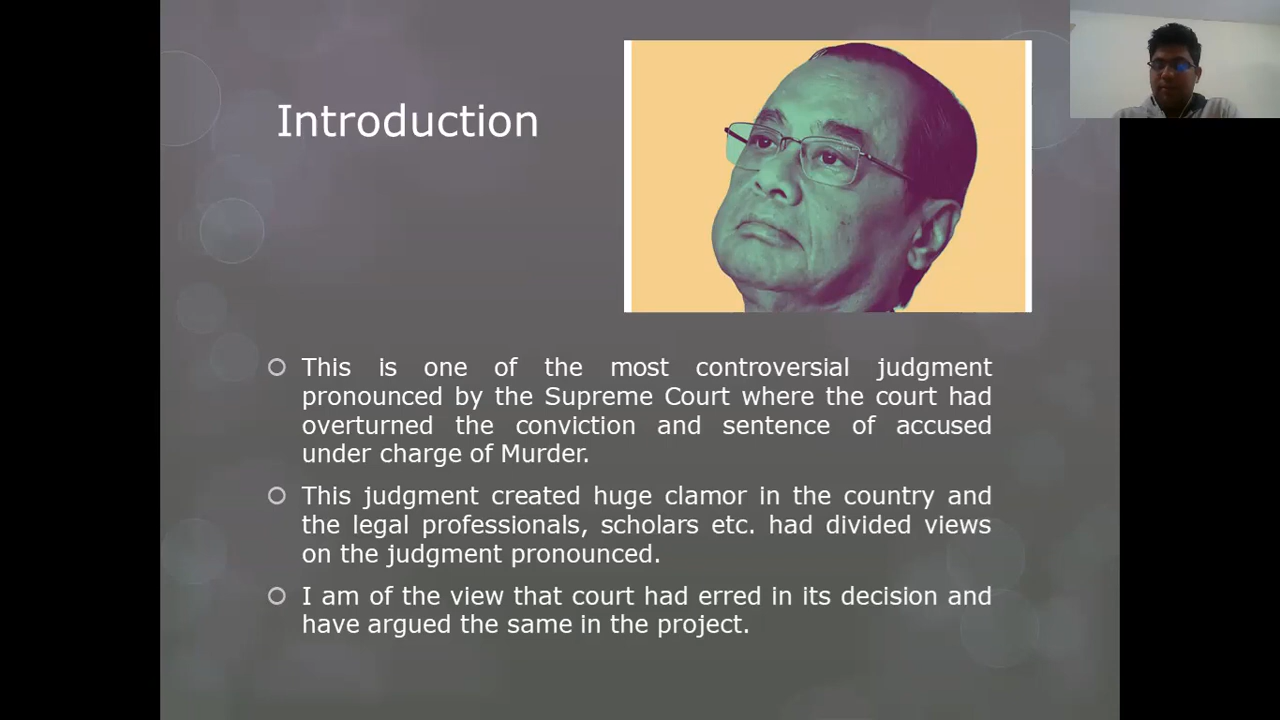 Introduction
This is one of the most controversial judgment
pronounced by the Supreme Court where the court had
overturned the conviction and sentence of accused
under charge of Murder.
This judgment created huge clamor in the country and
the legal professionals, scholars etc. had divided views
on the judgment pronounced.
I am of the view that court had erred in its decision and
have argued the same in the project.